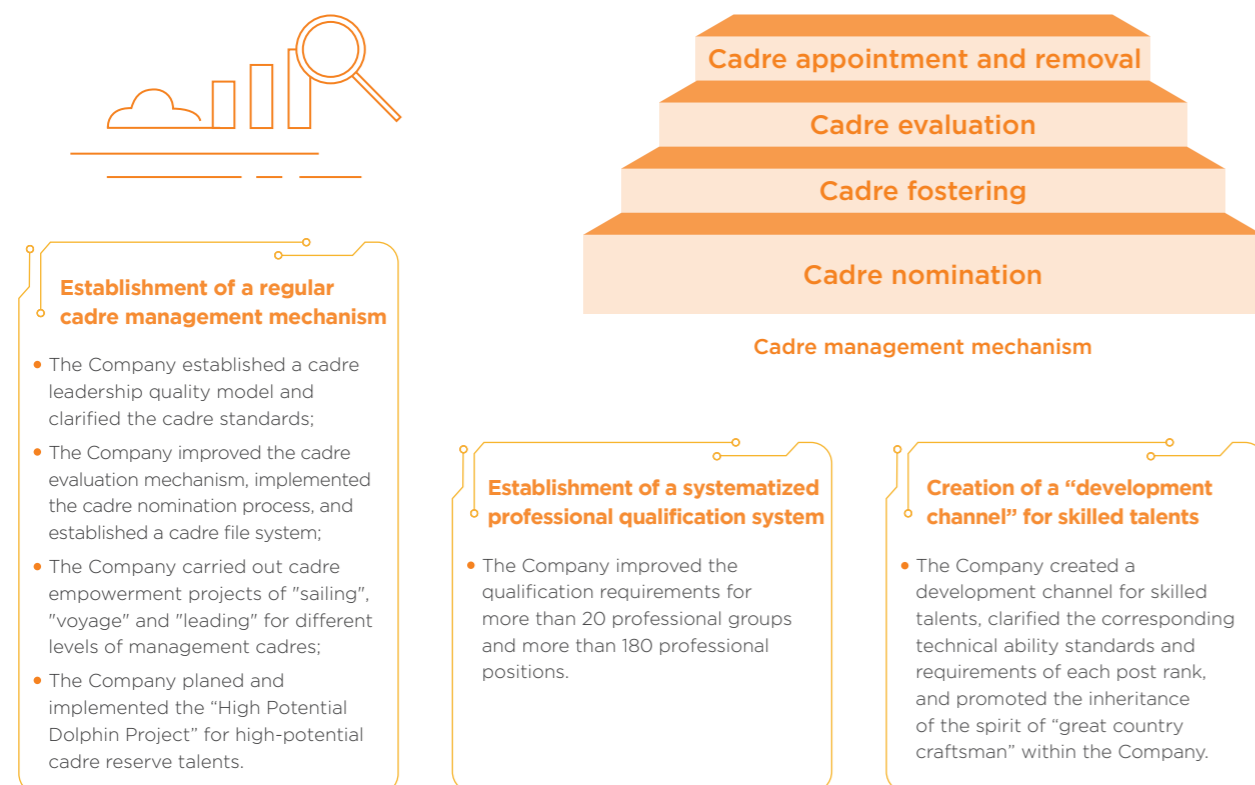 Cadre appointment and removal
Cadre evaluation
Cadre fostering
Cadre nomination
Cadre management mechanism
Establishment of a regular
cadre management mechanism
• The Company established a cadre
leadership quality model and
clarified the cadre standards;
• The Company improved the cadre
evaluation mechanism, implemented
the cadre nomination process, and
established a cadre file system;
• The Company carried out cadre
empowerment projects of "sailing",
"voyage" and "leading" for different
levels of management cadres;
• The Company planed and
implemented the “High Potential
Dolphin Project” for high-potential
cadre reserve talents.
Establishment of a systematized
professional qualification system
• The Company improved the
qualification requirements for
more than 20 professional groups
and more than 180 professional
positions.
Creation of a “development
channel” for skilled talents
• The Company created a
development channel for skilled
talents, clarified the corresponding
technical ability standards and
requirements of each post rank,
and promoted the inheritance
of the spirit of “great country
craftsman” within the Company.